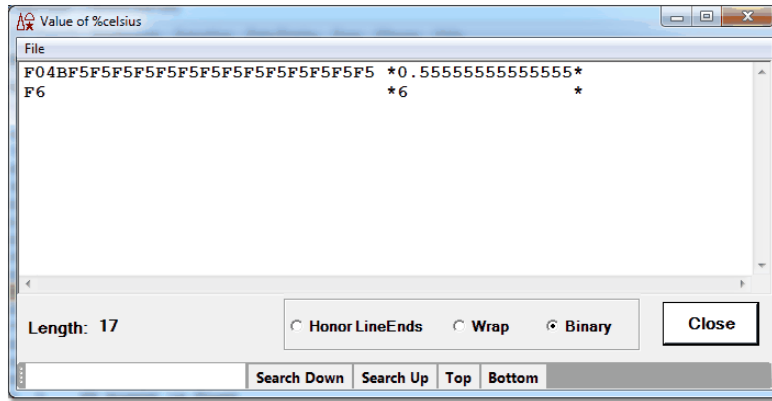 Value of %celsius
File
F04BF5F5F5F5F5F5F5F5F5F5F5F5F5F5 *0.55555555555555*
F6 *6 *
Length: 17 Honor LineEnds Wrap Binary Close
Search Down Search Up Top Bottom